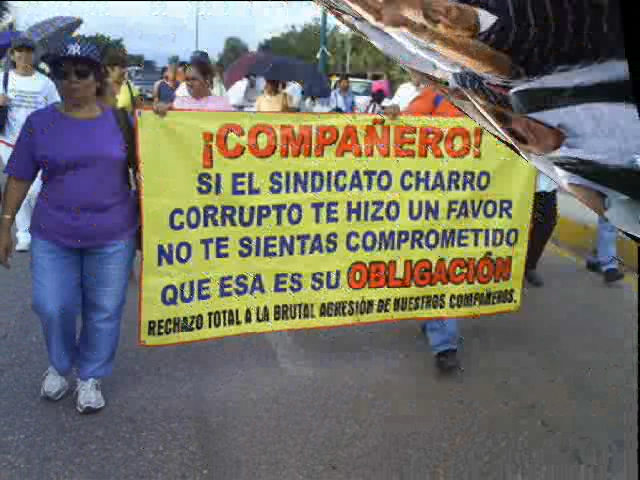 ¡COMPAÑERO!
SI EL SINDICATO CHARRO
CORRUPTO TE HIZO UN FAVOR
NO TE SIENTAS COMPROMETIDO
QUE ESA ES SU OBLIGACIÓN
RECHAZO TOTAL A LA BRUTAL AGRESIÓN DE NUESTROS COMPAÑEROS.